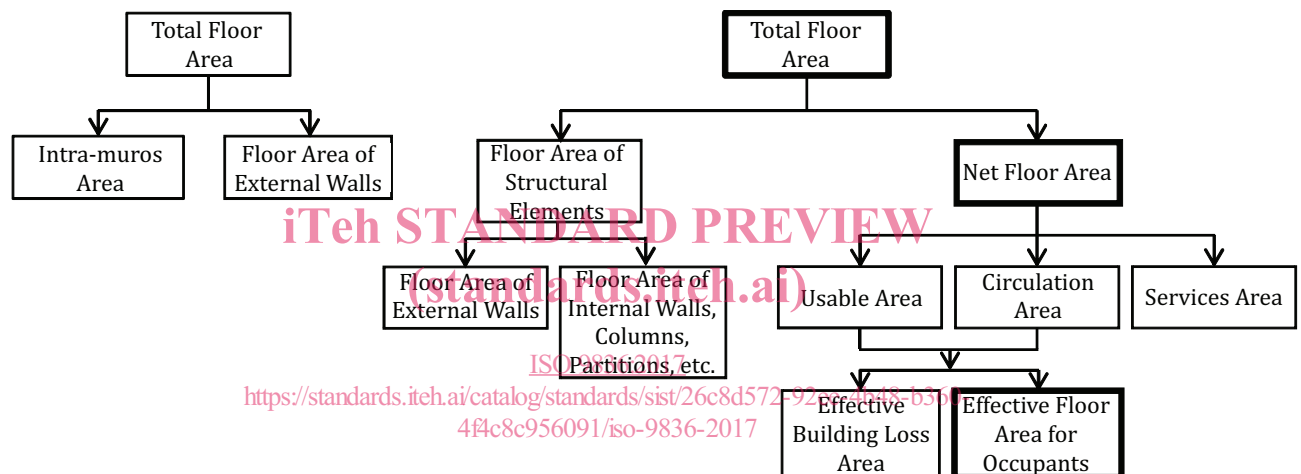 Total Floor
Area
Total Floor
Area
Intra-muros
Area
Floor Area of
External Walls
Floor Area of
Structural
Elements
Net Floor Area
iTeh STANDARD PREVIEW
(standards.iteh.ai)
Floor Area of
External Walls
Floor Area of
Internal Walls,
Columns,
Partitions, etc.
Usable Area
Circulation
Area
Services Area
ISO 9836:2017
https://standards.iteh.ai/catalog/standards/sist/26c8d572-92ee-4b48-b360-
4f4c8c956091/iso-9836-2017
Effective
Building Loss
Area
Effective Floor
Area for
Occupants